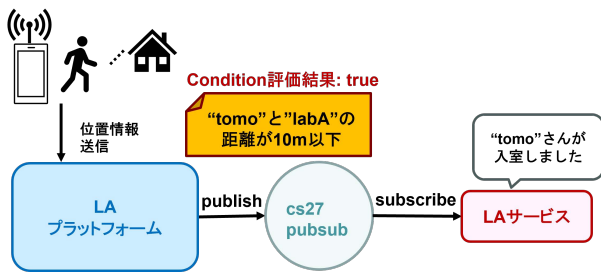 Condition評価結果: true
“tomo”と”labA”の
距離が10m以下
位置情報
送信
“tomo”さんが
入室しました
LA
プラットフォーム
publish
cs27
pubsub
subscribe
LAサービス